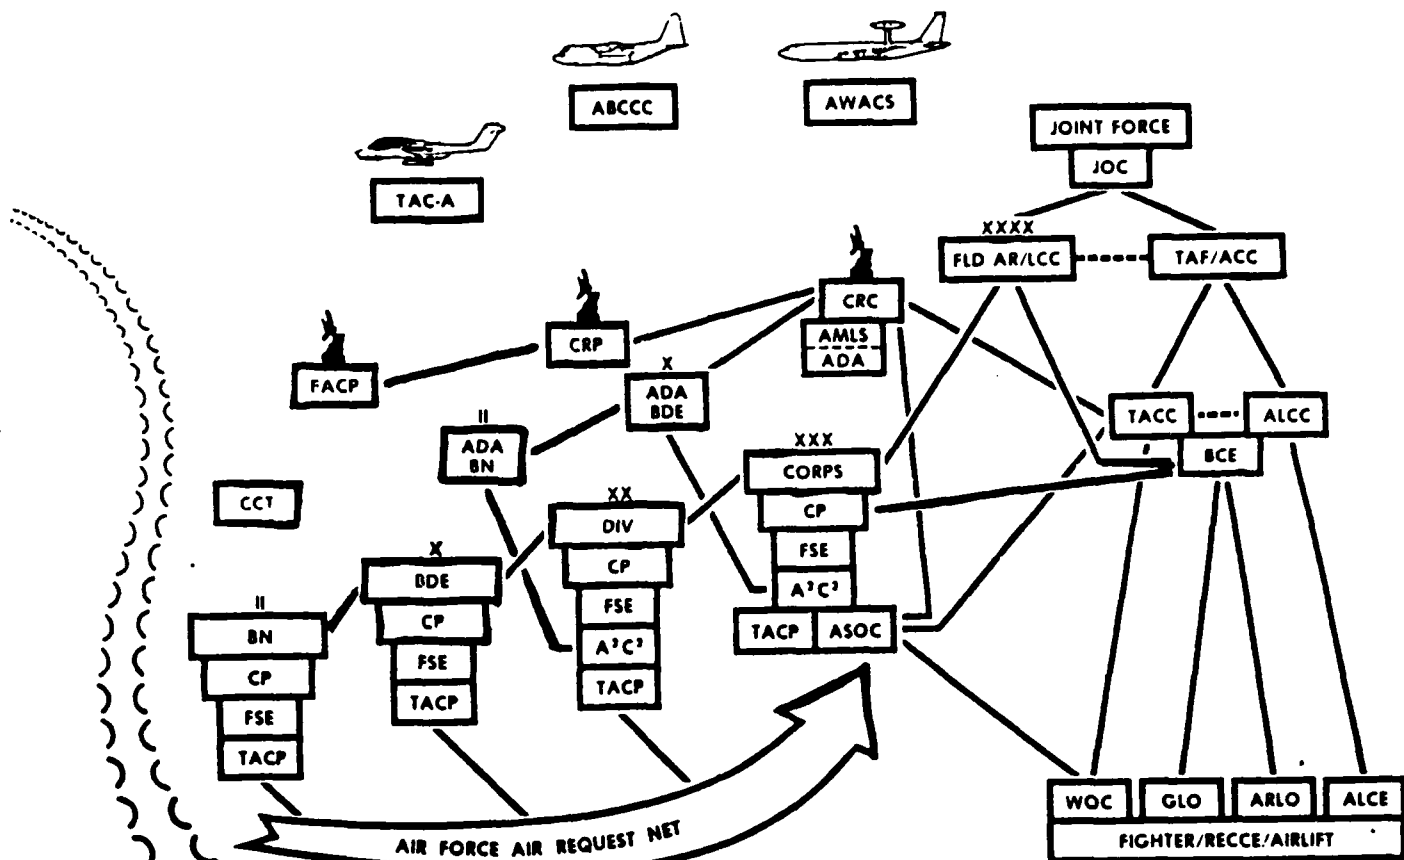 ABCCC
AWACS
JOINT FORCE
JOC
TAC-A
XXXX
FLD AR/LCC
TAF/ACC
CRC
AMLS
ADA
CRP
FACP
X
ADA
BDE
TACC
ALCC
BCE
II
ADA
BN
XXX
CORPS
CP
FSE
A²C²
TACP
ASOC
CCT
XX
DIV
CP
FSE
A²C²
TACP
X
BDE
CP
FSE
TACP
II
BN
CP
FSE
TACP
WOC
GLO
ARLO
ALCE
FIGHTER/RECCE/AIRLIFT
AIR FORCE AIR REQUEST NET